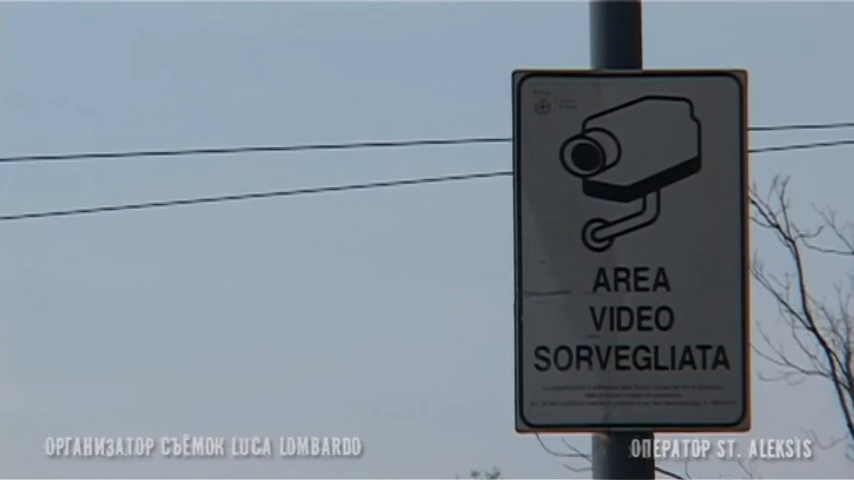 AREA
VIDEO
SORVEGLIATA
ОРГАНИЗАТОР СЪЁМОК LUCA LOMBARDO
ОПЕРАТОР ST. ALEKSIS